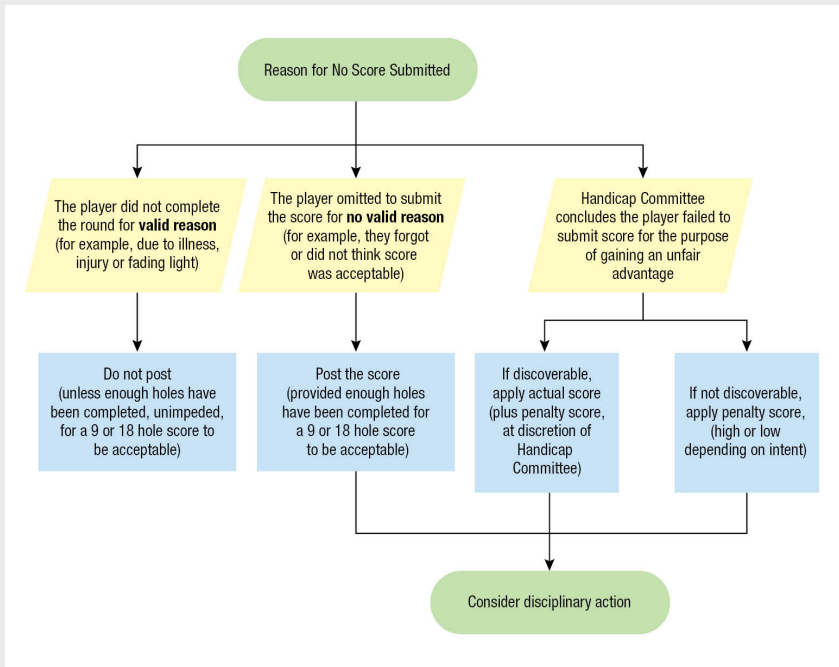 Reason for No Score Submitted
The player did not complete
the round for valid reason
(for example, due to illness,
injury or fading light)
The player omitted to submit
the score for no valid reason
(for example, they forgot
or did not think score
was acceptable)
Handicap Committee
concludes the player failed to
submit score for the purpose
of gaining an unfair
advantage
Do not post
(unless enough holes have
been completed, unimpeded,
for a 9 or 18 hole score to
be acceptable)
Post the score
(provided enough holes
have been completed for
a 9 or 18 hole score
to be acceptable)
If discoverable,
apply actual score
(plus penalty score,
at discretion of
Handicap
Committee)
If not discoverable,
apply penalty score,
(high or low
depending on intent)
Consider disciplinary action